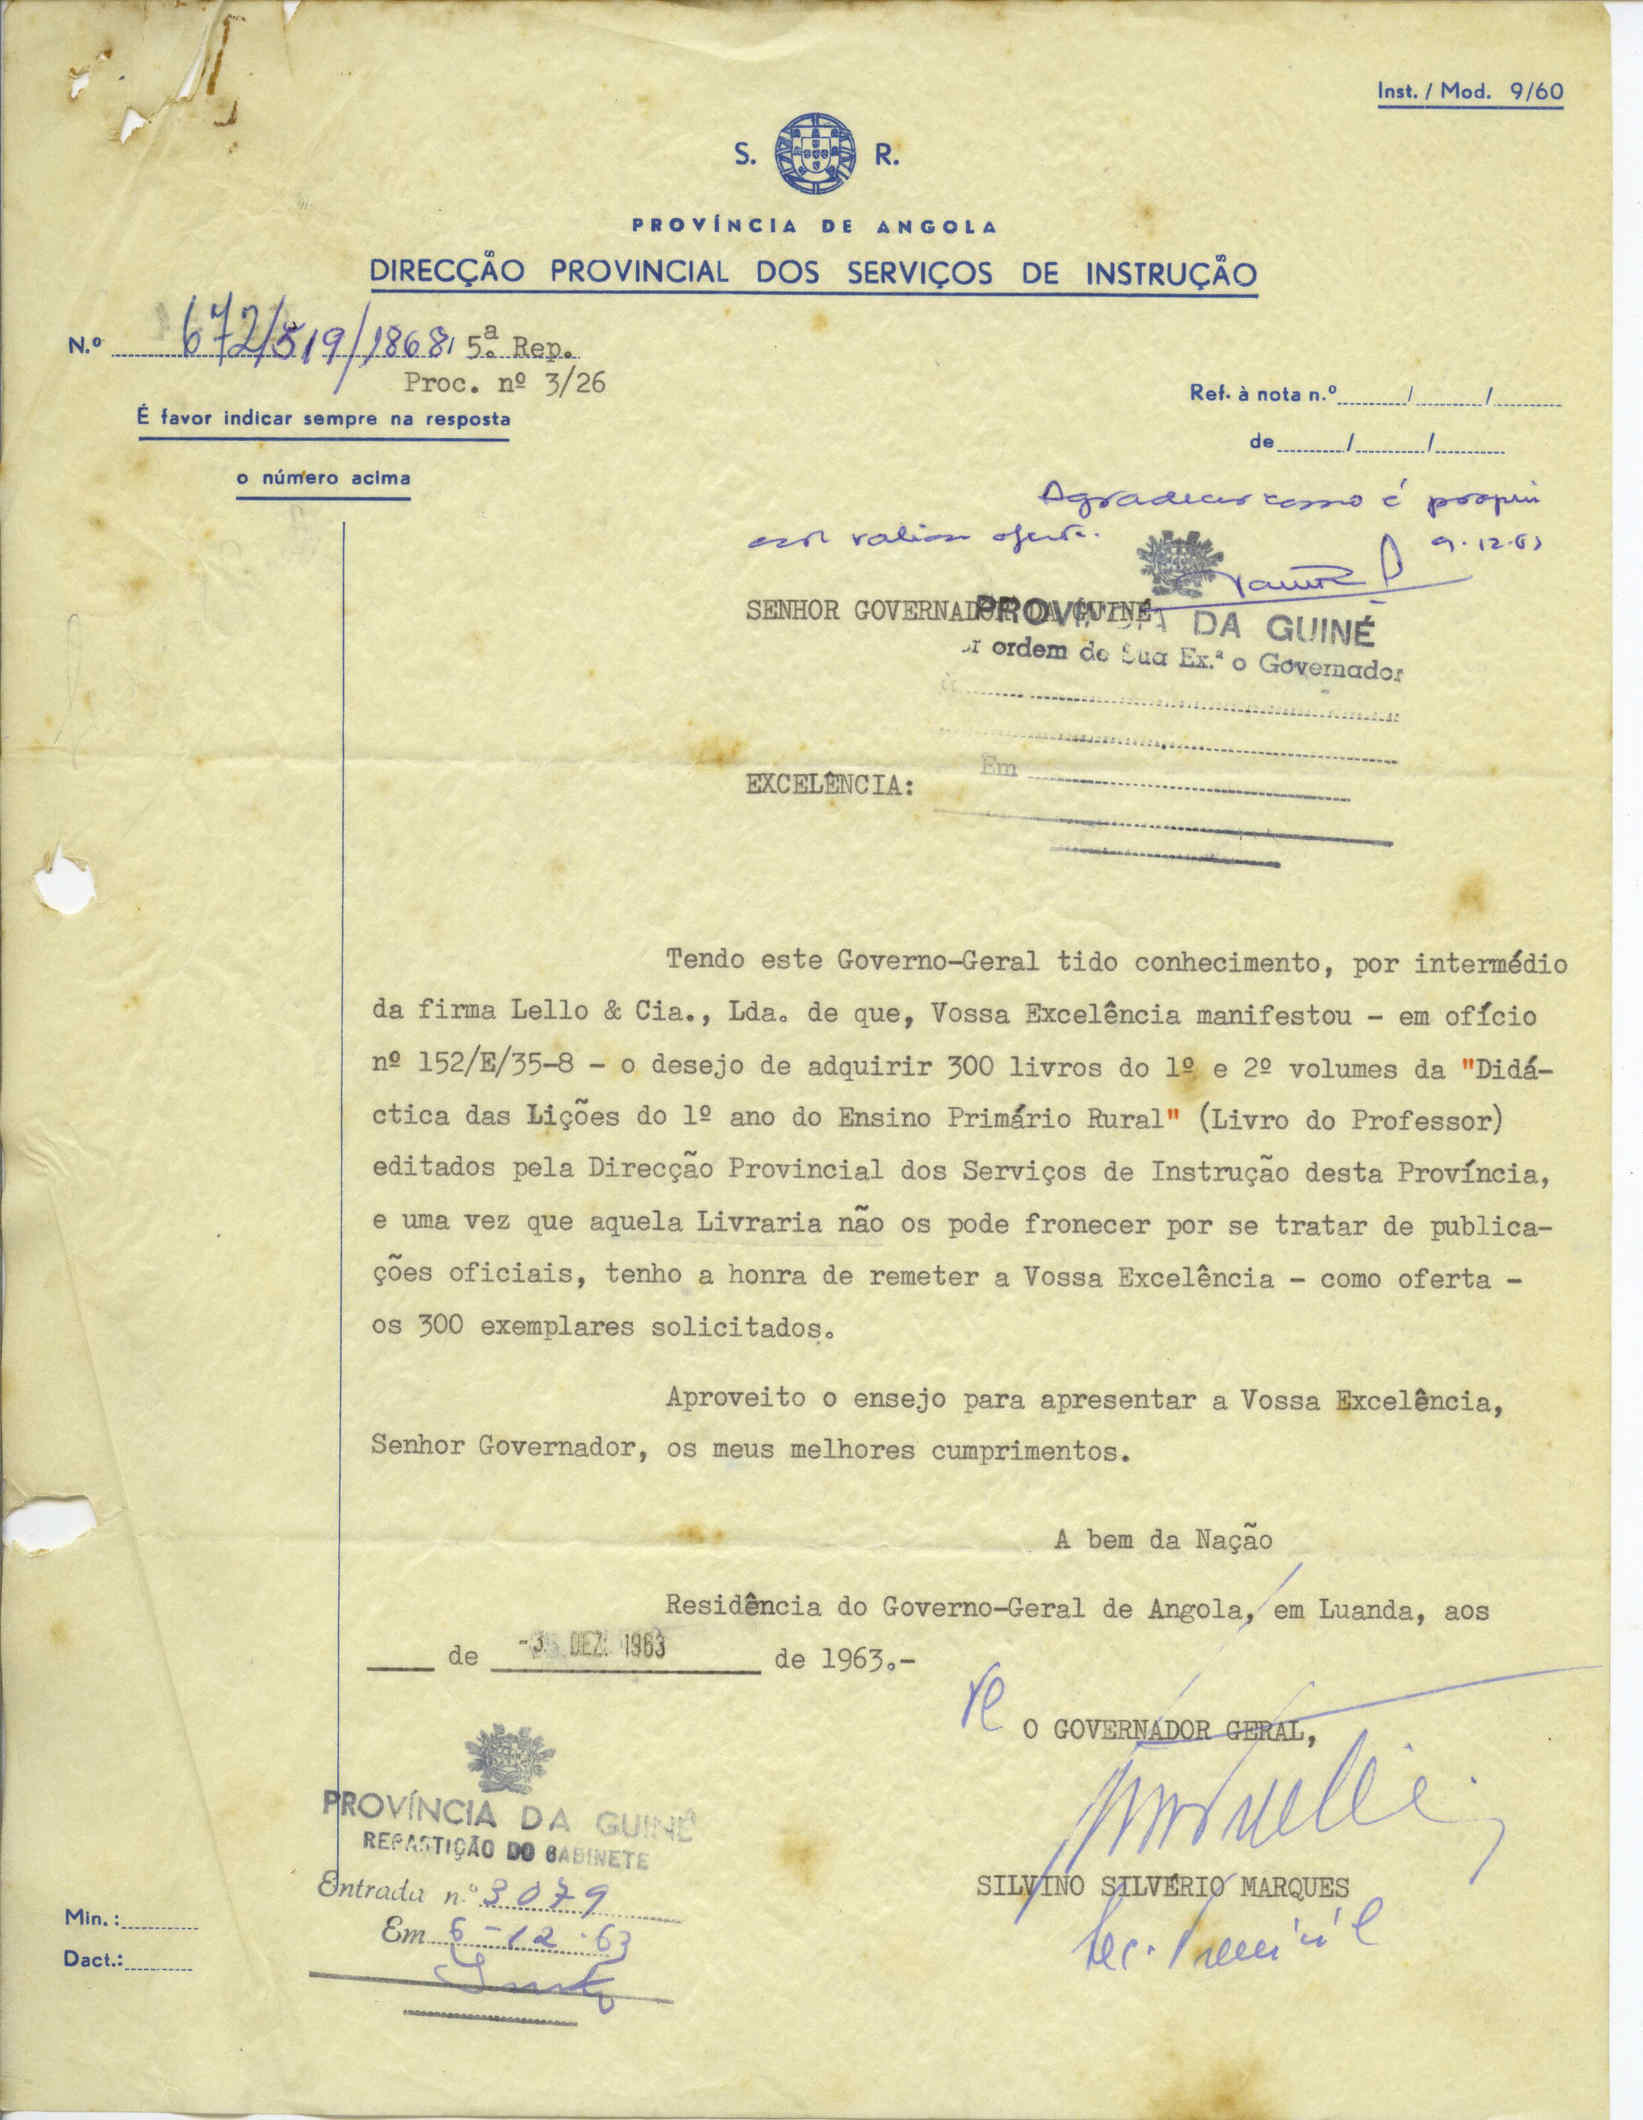 Inst. / Mod. 9/60
S. R.
PROVÍNCIA DE ANGOLA
DIRECÇÃO PROVINCIAL DOS SERVIÇOS DE INSTRUÇÃO
N.º 672/519/1868, 5ª. Rep.
Proc. nº 3/26
É favor indicar sempre na resposta
o número acima
Ref. à nota n.º / /
de / /
Agradecer como é
oferta.
9-12-63
SENHOR GOVERNADOR DA GUINÉ
PROVÍNCIA DA GUINÉ
ordem de Sua Ex.ª o Governador
Em
EXCELÊNCIA:
Tendo este Governo-Geral tido conhecimento, por intermédio
da firma Lello & Cia., Lda. de que, Vossa Excelência manifestou - em ofício
nº 152/E/35-8 - o desejo de adquirir 300 livros do 1º e 2º volumes da "Didá-
ctica das Lições do 1º ano do Ensino Primário Rural" (Livro do Professor)
editados pela Direcção Provincial dos Serviços de Instrução desta Província,
e uma vez que aquela Livraria não os pode fronecer por se tratar de publica-
ções oficiais, tenho a honra de remeter a Vossa Excelência - como oferta -
os 300 exemplares solicitados.
Aproveito o ensejo para apresentar a Vossa Excelência,
Senhor Governador, os meus melhores cumprimentos.
A bem da Nação
Residência do Governo-Geral de Angola, em Luanda, aos
de -3. DEZ. 1963 de 1963.-
O GOVERNADOR GERAL,
SILVINO SILVÉRIO MARQUES
Sec. Provincial
PROVÍNCIA DA GUINÉ
REPARTIÇÃO DO GABINETE
Entrada n.º 3079
Em 6-12-63
Min.:
Dact.: